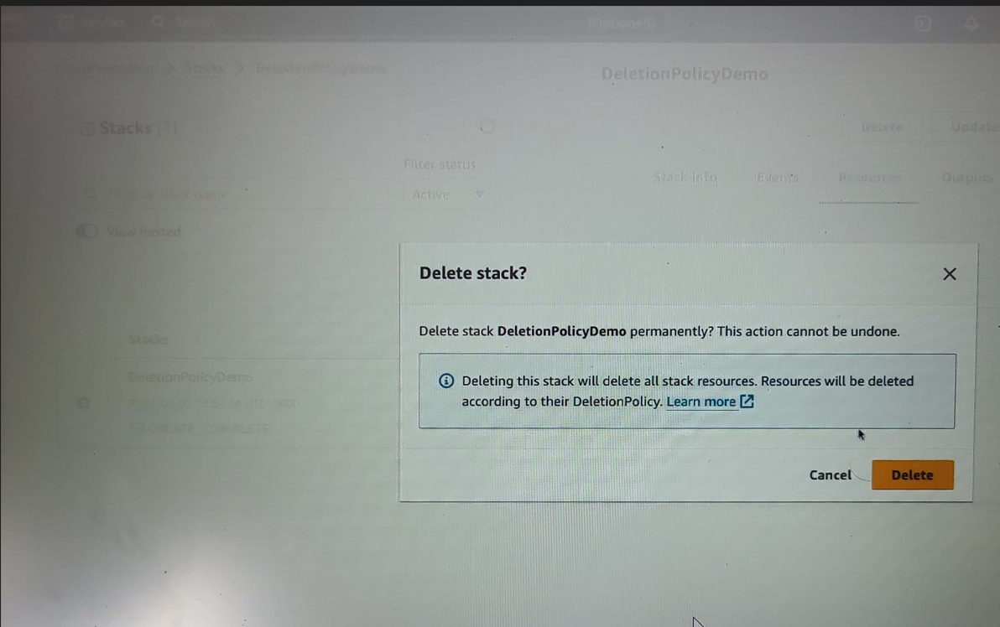 Services
Search
[Option+S]
Stacks
DeletionPolicyDemo
DeletionPolicyDemo
Stacks (1)
Delete
Update
Filter status
Stack info
Events
Resources
Outputs
Filter by stack name
Active
View nested
Delete stack?
Delete stack DeletionPolicyDemo permanently? This action cannot be undone.
Stacks
DeletionPolicyDemo
Deleting this stack will delete all stack resources. Resources will be deleted
according to their DeletionPolicy. Learn more
CREATE_COMPLETE
Cancel
Delete